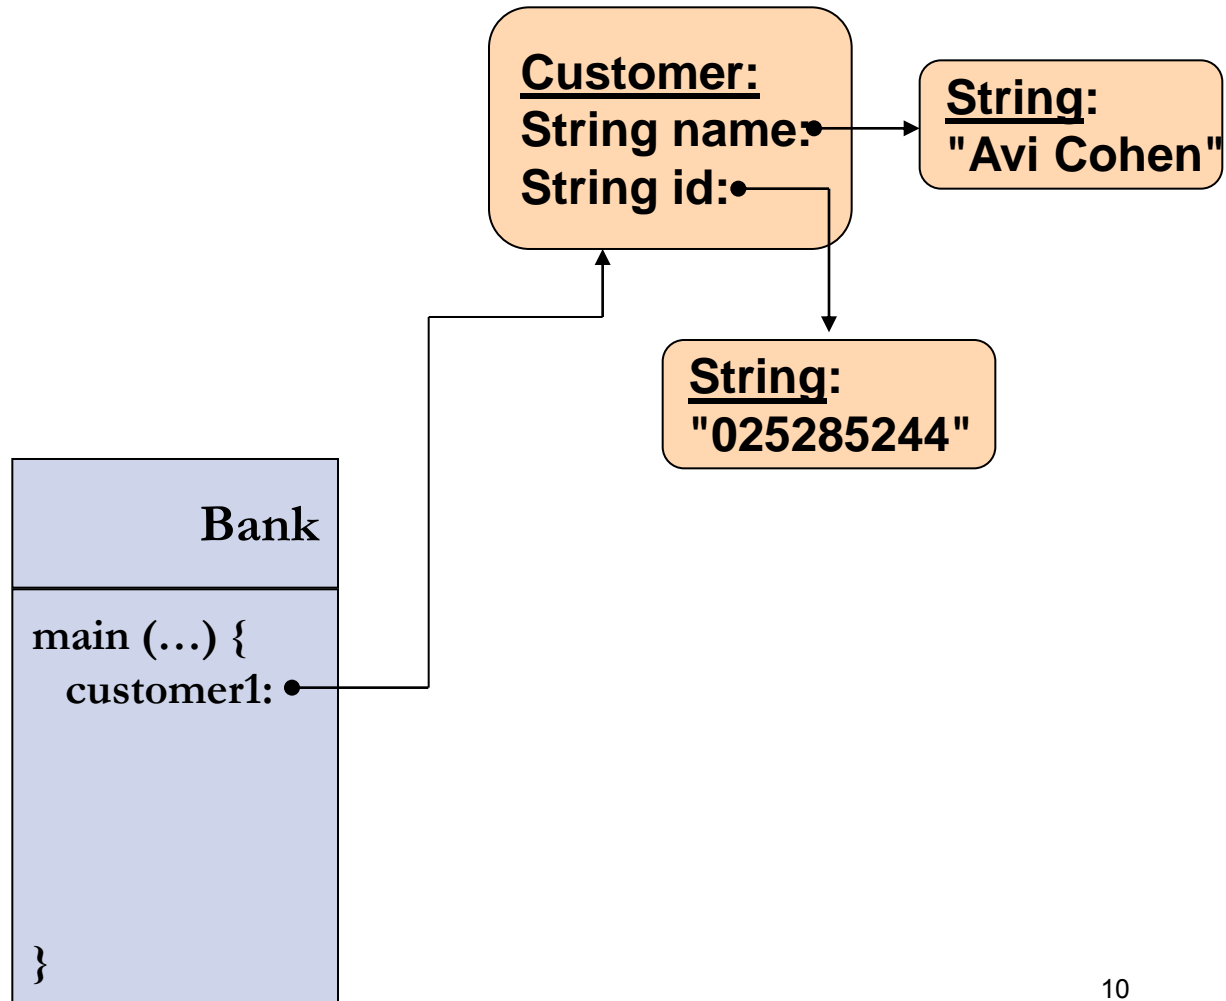 Customer:
String name:
String id:
String:
"Avi Cohen"
String:
"025285244"
Bank
main (…) {
customer1:
}
10